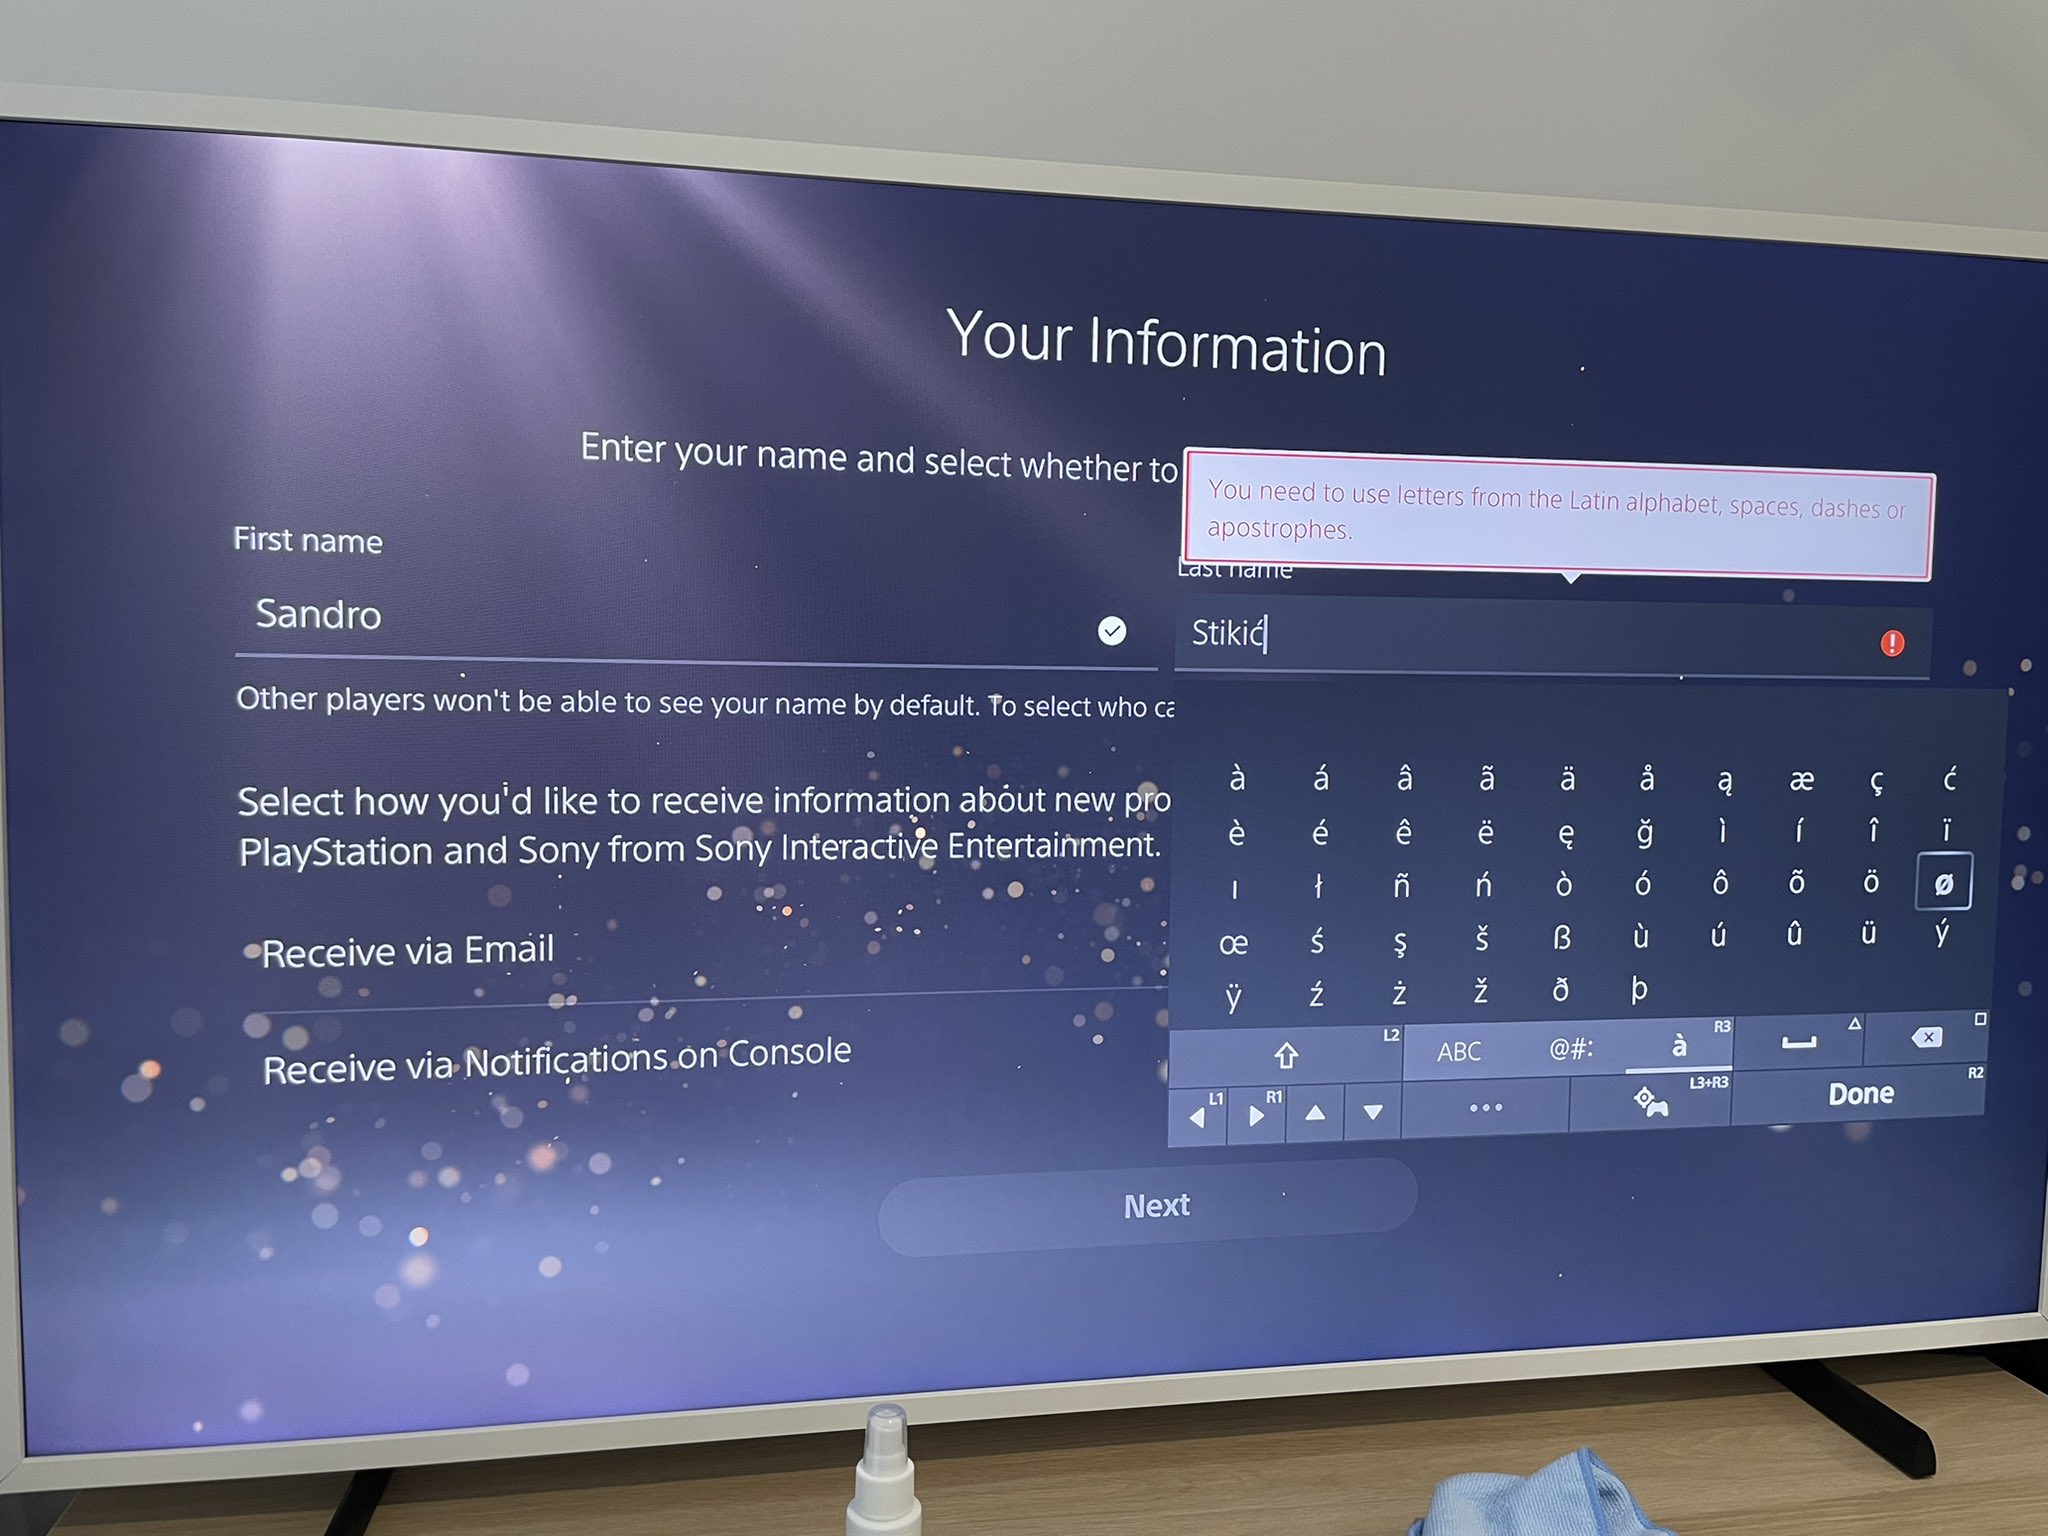 Your Information
Enter your name and select whether to
You need to use letters from the Latin alphabet, spaces, dashes or
apostrophes.
First name
Last name
Sandro
Stikić
Other players won't be able to see your name by default. To select who ca
Select how you'd like to receive information about new pro
PlayStation and Sony from Sony Interactive Entertainment.
Receive via Email
Receive via Notifications on Console
à á â ã ä å ą æ ç ć
è é ê ë ę ğ ì í î ï
ı ł ñ ń ò ó ô õ ö ø
œ ś ş š ß ù ú û ü ý
ÿ ź ż ž ð þ
L2 ABC @#: à R3
L1 R1 ••• L3+R3 Done R2
Next